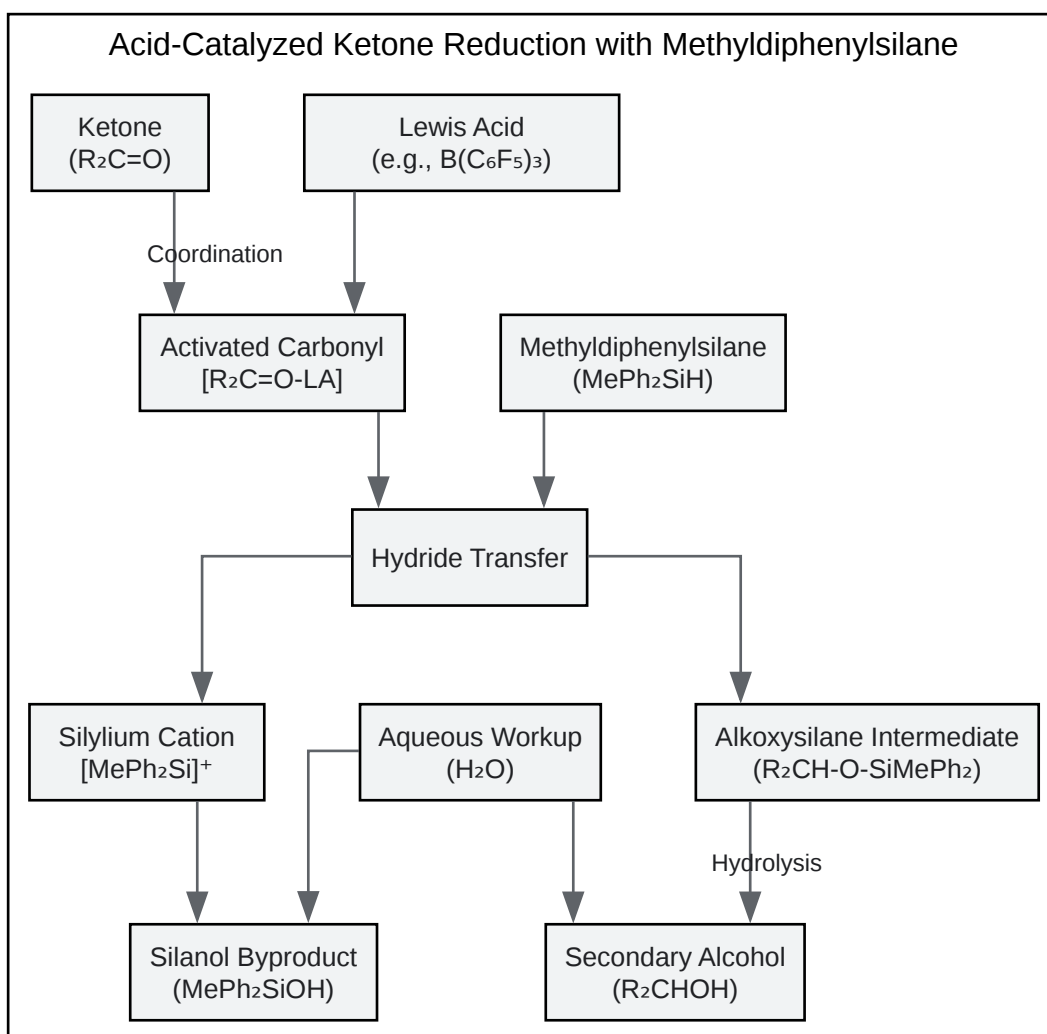 Acid-Catalyzed Ketone Reduction with Methyldiphenylsilane
Ketone
(R₂C=O)
Lewis Acid
(e.g., B(C₆F₅)₃)
Coordination
Activated Carbonyl
[R₂C=O-LA]
Methyldiphenylsilane
(MePh₂SiH)
Hydride Transfer
Silylium Cation
[MePh₂Si]⁺
Aqueous Workup
(H₂O)
Alkoxysilane Intermediate
(R₂CH-O-SiMePh₂)
Hydrolysis
Silanol Byproduct
(MePh₂SiOH)
Secondary Alcohol
(R₂CHOH)